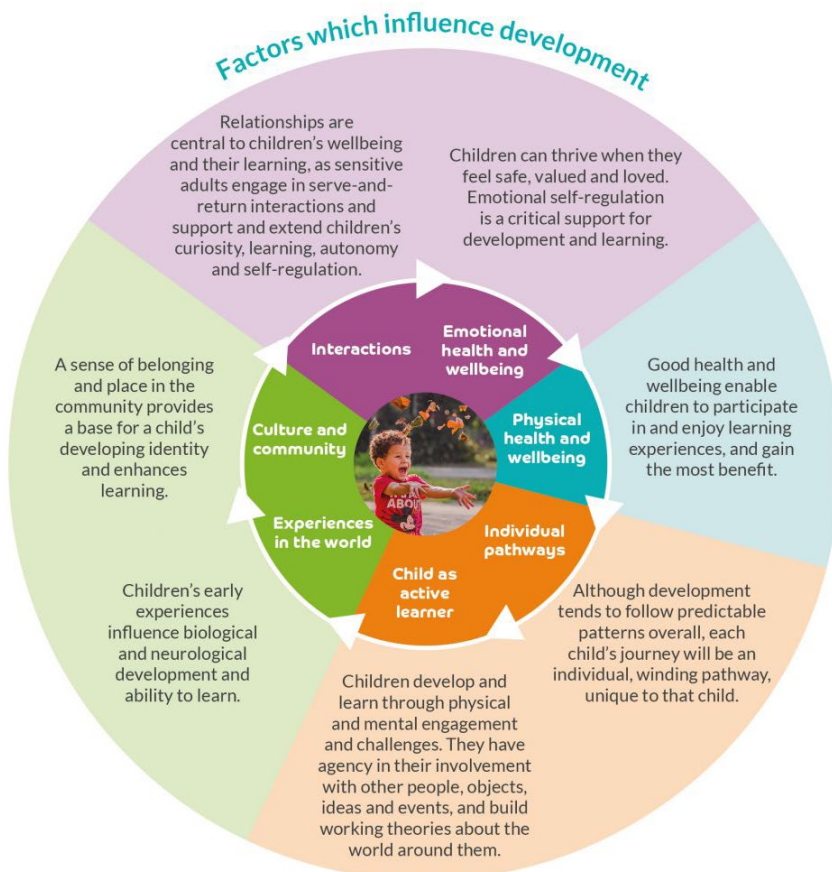 Factors which influence development
Relationships are
central to children's wellbeing
and their learning, as sensitive
adults engage in serve-and-
return interactions and
support and extend children's
curiosity, learning, autonomy
and self-regulation.
Children can thrive when they
feel safe, valued and loved.
Emotional self-regulation
is a critical support for
development and learning.
Good health and
wellbeing enable
children to participate
in and enjoy learning
experiences, and gain
the most benefit.
Although development
tends to follow predictable
patterns overall, each
child's journey will be an
individual, winding pathway,
unique to that child.
Children develop and
learn through physical
and mental engagement
and challenges. They have
agency in their involvement
with other people, objects,
ideas and events, and build
working theories about the
world around them.
Children's early
experiences
influence biological
and neurological
development and
ability to learn.
A sense of belonging
and place in the
community provides
a base for a child's
developing identity
and enhances
learning.
Interactions
Emotional
health and
wellbeing
Physical
health and
wellbeing
Individual
pathways
Child as
active
learner
Experiences
in the world
Culture and
community
ABOUT